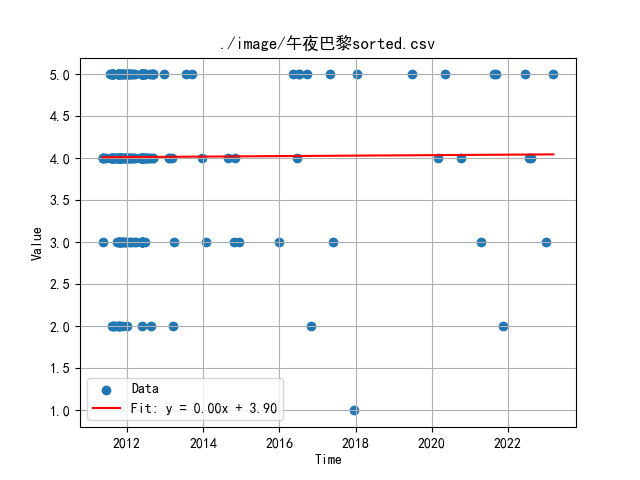 ./image/午夜巴黎sorted.csv
5.0
4.5
4.0
3.5
3.0
2.5
2.0
1.5
1.0
Value
Data
Fit: y = 0.00x + 3.90
2012 2014 2016 2018 2020 2022
Time